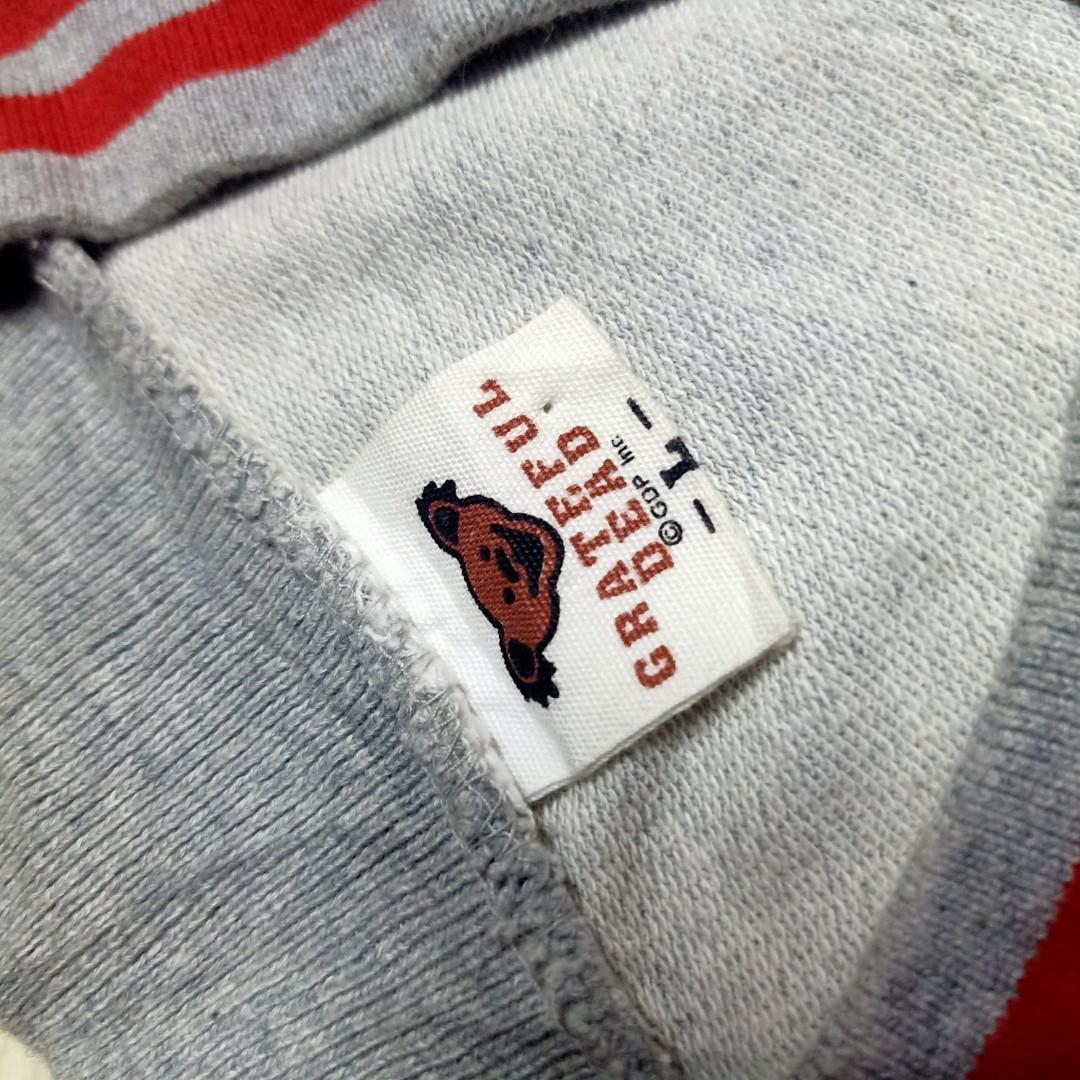 GRATEFUL
DEAD
©GDP Inc.
- L -